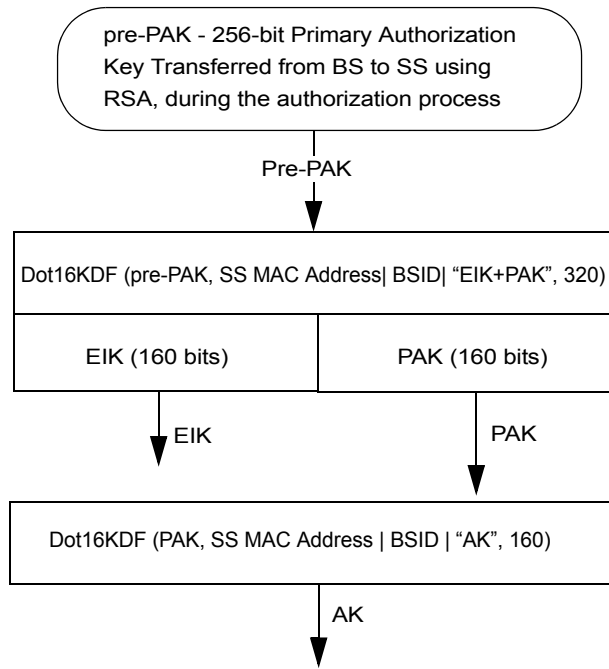 pre-PAK - 256-bit Primary Authorization
Key Transferred from BS to SS using
RSA, during the authorization process
Pre-PAK
Dot16KDF (pre-PAK, SS MAC Address| BSID| “EIK+PAK”, 320)
EIK (160 bits)
PAK (160 bits)
EIK
PAK
Dot16KDF (PAK, SS MAC Address | BSID | “AK”, 160)
AK